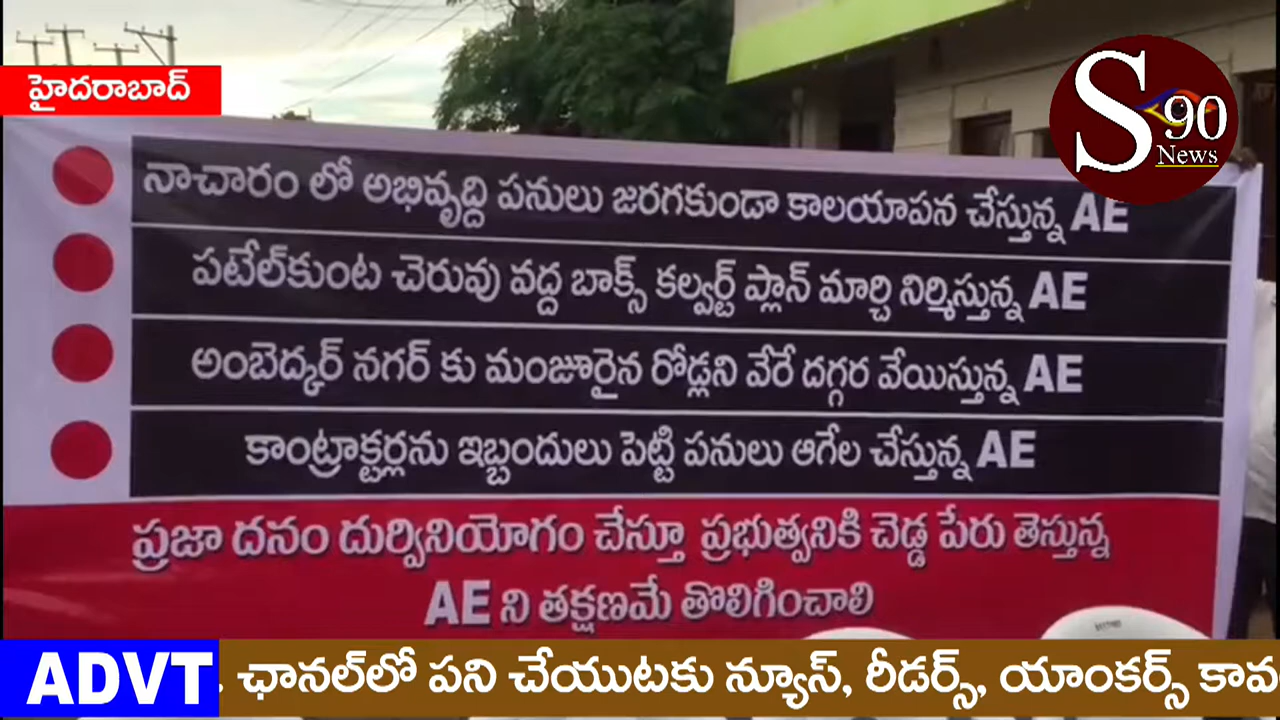 హైదరాబాద్
S90
News
నాచారం లో అభివృద్ది పనులు జరగకుండా కాలయాపన చేస్తున్న AE
పటేల్‌కుంట చెరువు వద్ద బాక్స్ కల్వర్ట్ ప్లాన్ మార్చి నిర్మిస్తున్న AE
అంబెద్కర్ నగర్ కు మంజూరైన రోడ్లని వేరే దగ్గర వేయిస్తున్న AE
కాంట్రాక్టర్లను ఇబ్బందులు పెట్టి పనులు ఆగేల చేస్తున్న AE
ప్రజా దనం దుర్వినియోగం చేస్తూ ప్రభుత్వనికి చెడ్డ పేరు తెస్తున్న
AE ని తక్షణమే తొలిగించాలి
ADVT . ఛానల్‌లో పని చేయుటకు న్యూస్, రీడర్స్, యాంకర్స్